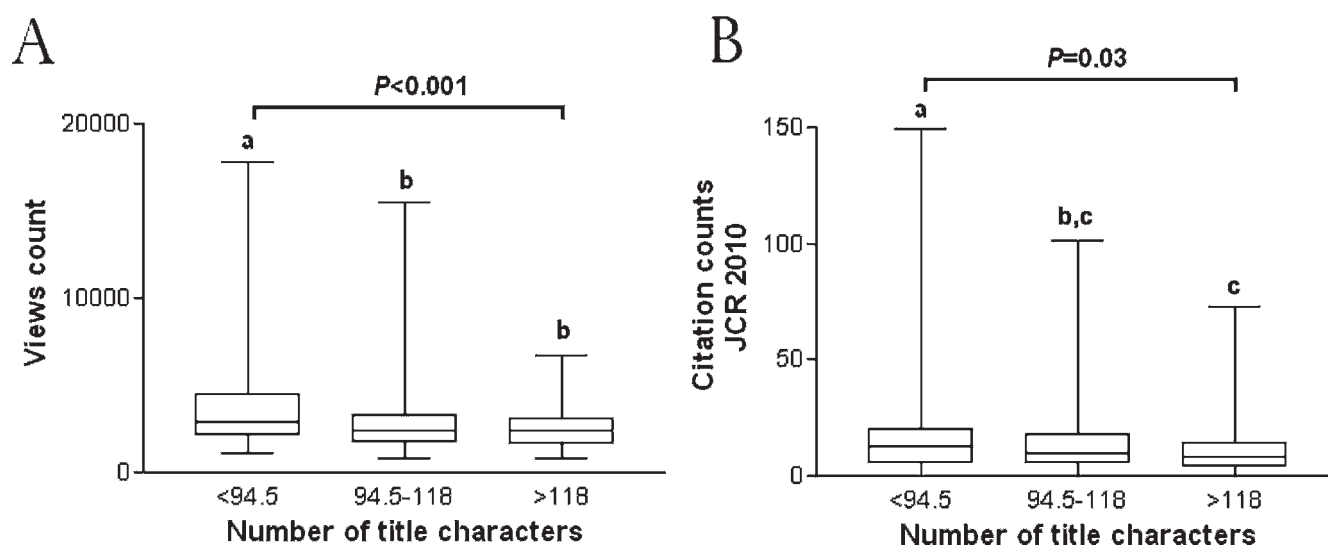 A
P<0.001
20000
10000
0
Views count
a
b
b
<94.5
94.5-118
>118
Number of title characters
B
P=0.03
150
100
50
0
Citation counts
JCR 2010
a
b,c
c
<94.5
94.5-118
>118
Number of title characters